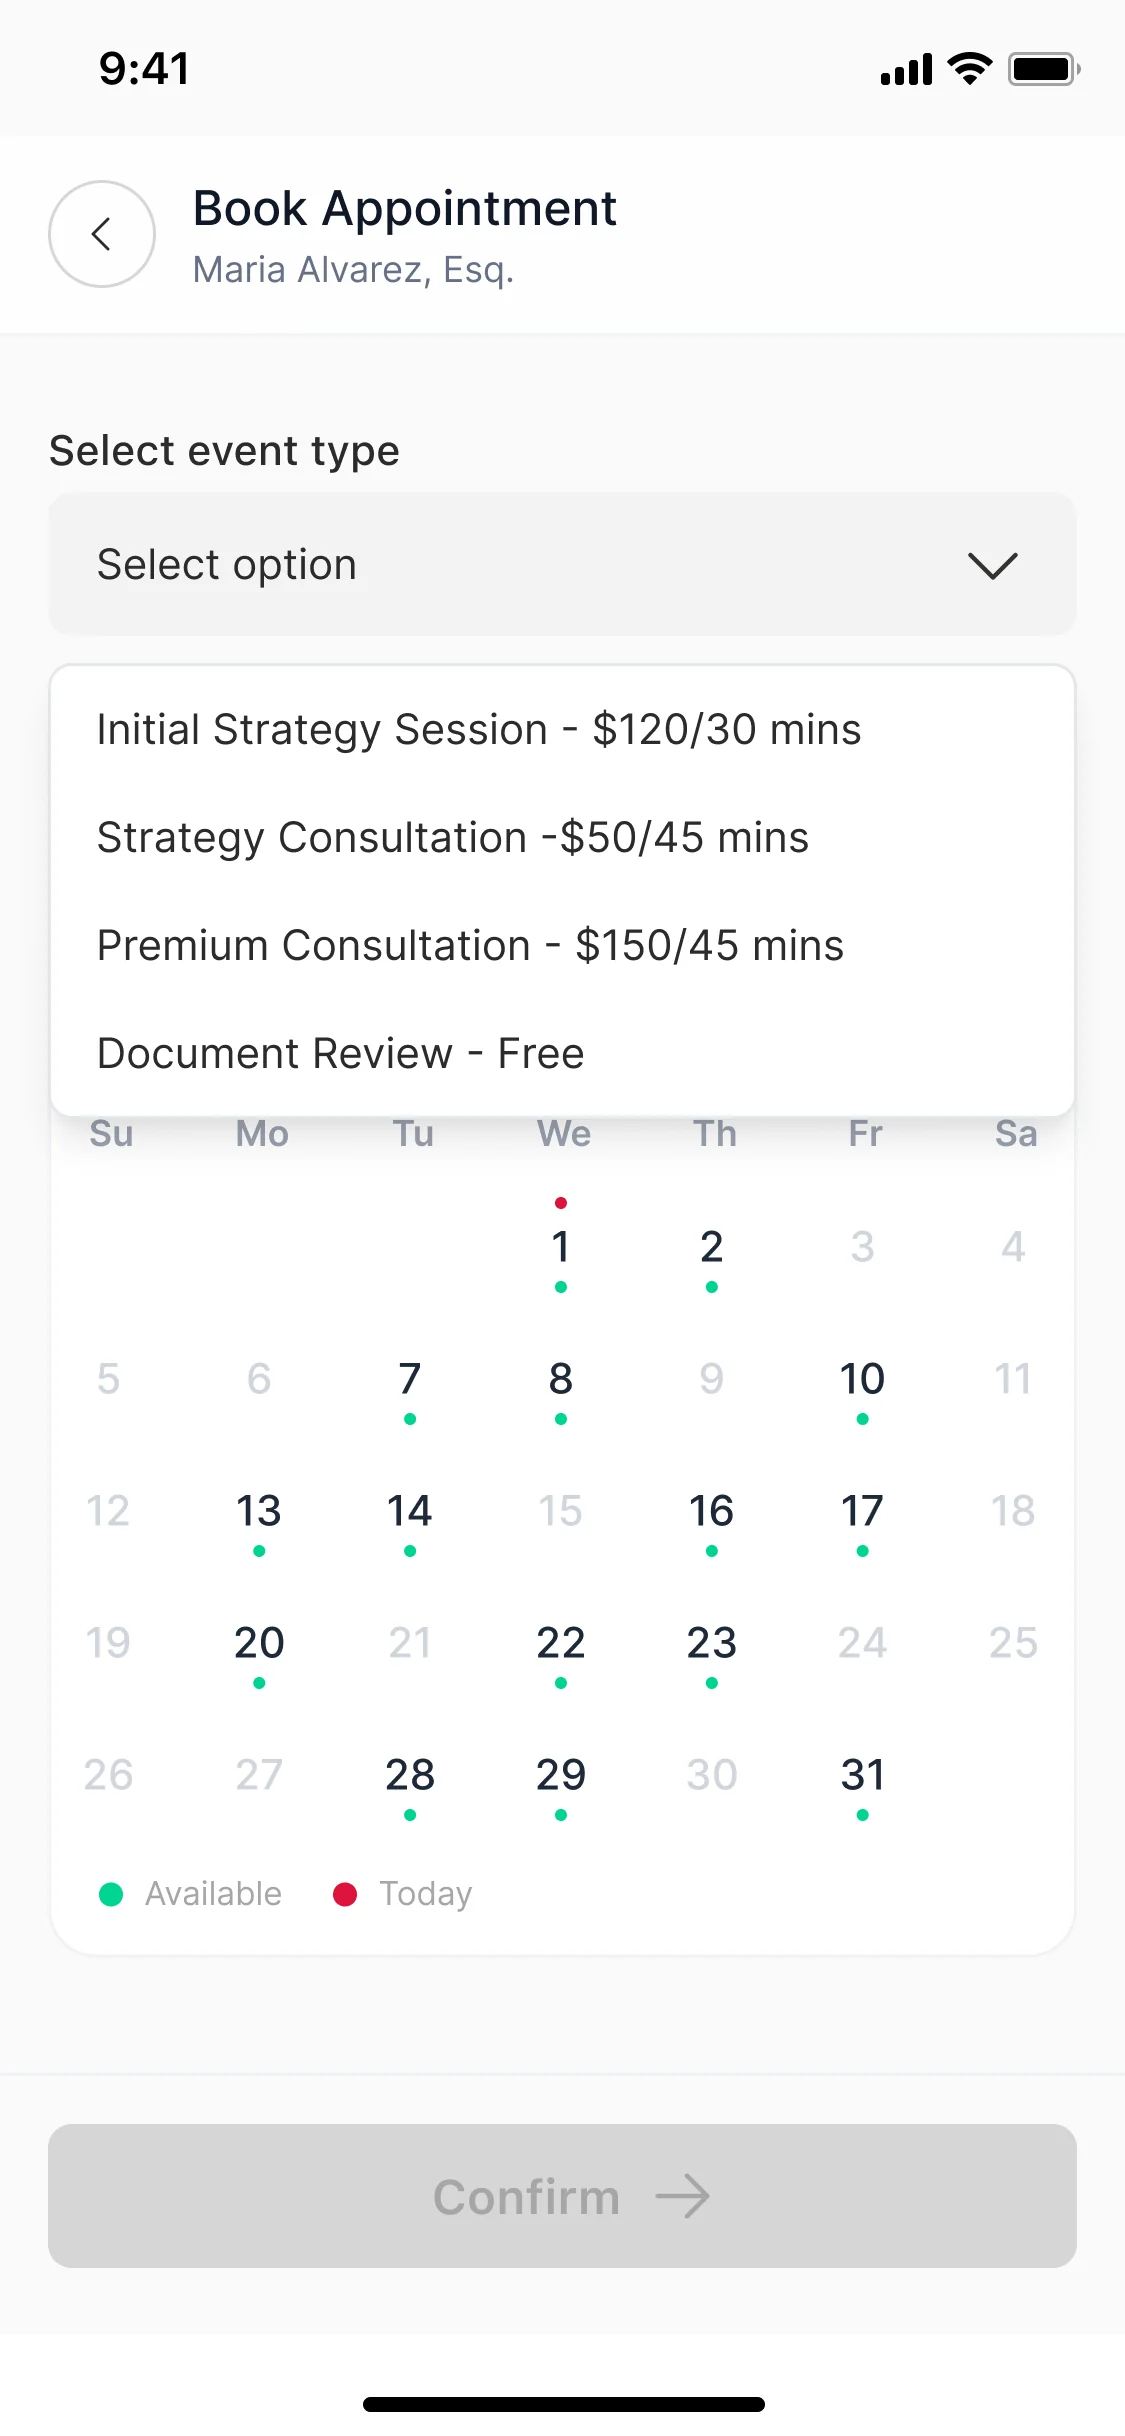 9:41
Book Appointment
Maria Alvarez, Esq.
Select event type
Select option
Initial Strategy Session - $120/30 mins
Strategy Consultation -$50/45 mins
Premium Consultation - $150/45 mins
Document Review - Free
Su Mo Tu We Th Fr Sa
1 2 3 4
5 6 7 8 9 10 11
12 13 14 15 16 17 18
19 20 21 22 23 24 25
26 27 28 29 30 31
Available Today
Confirm